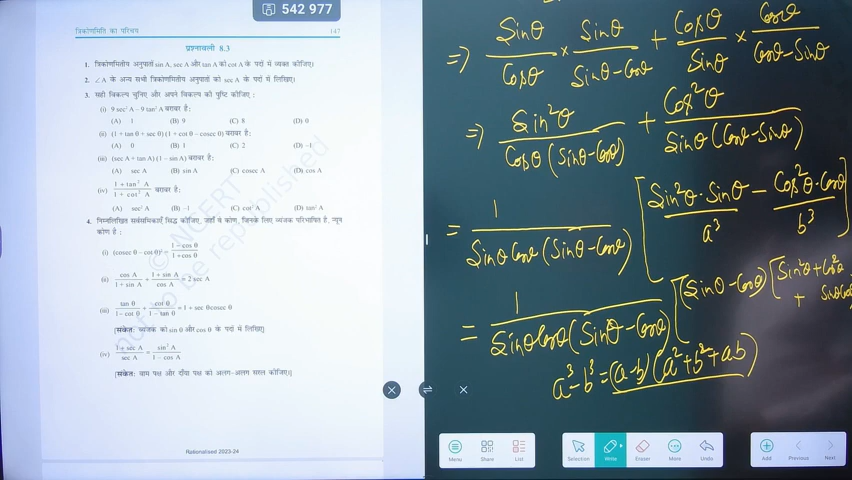 542 977
त्रिकोणमिति का परिचय 147
प्रश्नावली 8.3
1. त्रिकोणमितीय अनुपातों sin A, sec A और tan A को cot A के पदों में व्यक्त कीजिए।
2. ∠A के अन्य सभी त्रिकोणमितीय अनुपातों को sec A के पदों में लिखिए।
3. सही विकल्प चुनिए और अपने विकल्प की पुष्टि कीजिए :
(i) 9 sec² A – 9 tan² A बराबर है:
(A) 1 (B) 9 (C) 8 (D) 0
(ii) (1 + tan θ + sec θ) (1 + cot θ – cosec θ) बराबर है:
(A) 0 (B) 1 (C) 2 (D) –1
(iii) (sec A + tan A) (1 – sin A) बराबर है:
(A) sec A (B) sin A (C) cosec A (D) cos A
(iv) (1 + tan² A)/(1 + cot² A) बराबर है:
(A) sec² A (B) –1 (C) cot² A (D) tan² A
4. निम्नलिखित सर्वसमिकाएँ सिद्ध कीजिए, जहाँ वे कोण, जिनके लिए व्यंजक परिभाषित है, न्यून
कोण है :
(i) (cosec θ – cot θ)² = (1 – cos θ)/(1 + cos θ)
(ii) cos A/(1 + sin A) + (1 + sin A)/cos A = 2 sec A
(iii) tan θ/(1 – cot θ) + cot θ/(1 – tan θ) = 1 + sec θ cosec θ
[संकेत: व्यंजक को sin θ और cos θ के पदों में लिखिए]
(iv) (1 + sec A)/sec A = sin² A/(1 – cos A)
[संकेत: वाम पक्ष और दाँया पक्ष को अलग-अलग सरल कीजिए।]
© NCERT
not to be republished
Rationalised 2023-24
=> Sinθ/Cosθ × Sinθ/(Sinθ-Cosθ) + Cosθ/Sinθ × Cosθ/(Cosθ-Sinθ)
=> Sin²θ/Cosθ(Sinθ-Cosθ) + Cos²θ/Sinθ(Cosθ-Sinθ)
= 1/SinθCosθ(Sinθ-Cosθ) [Sin²θ·Sinθ/a³ - Cos²θ·Cosθ/b³]
= 1/SinθCosθ(Sinθ-Cosθ) [(Sinθ-Cosθ)[Sin²θ+Cos²θ
+ SinθCosθ
a³-b³=(a-b)(a²+b²+ab)
Menu Share List Selection Write Eraser More Undo Add Previous Next